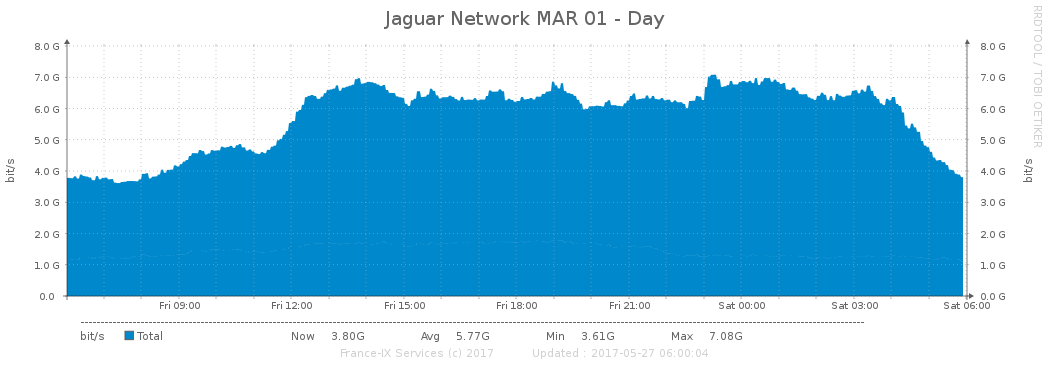 Jaguar Network MAR 01 - Day
RRDTOOL / TOBI OETIKER
8.0 G 8.0 G
7.0 G 7.0 G
6.0 G 6.0 G
5.0 G 5.0 G
4.0 G 4.0 G
3.0 G 3.0 G
2.0 G 2.0 G
1.0 G 1.0 G
0.0 0.0 G
bit/s bit/s
Fri 09:00 Fri 12:00 Fri 15:00 Fri 18:00 Fri 21:00 Sat 00:00 Sat 03:00 Sat 06:00
bit/s Total Now 3.80G Avg 5.77G Min 3.61G Max 7.08G
France-IX Services (c) 2017 Updated : 2017-05-27 06:00:04